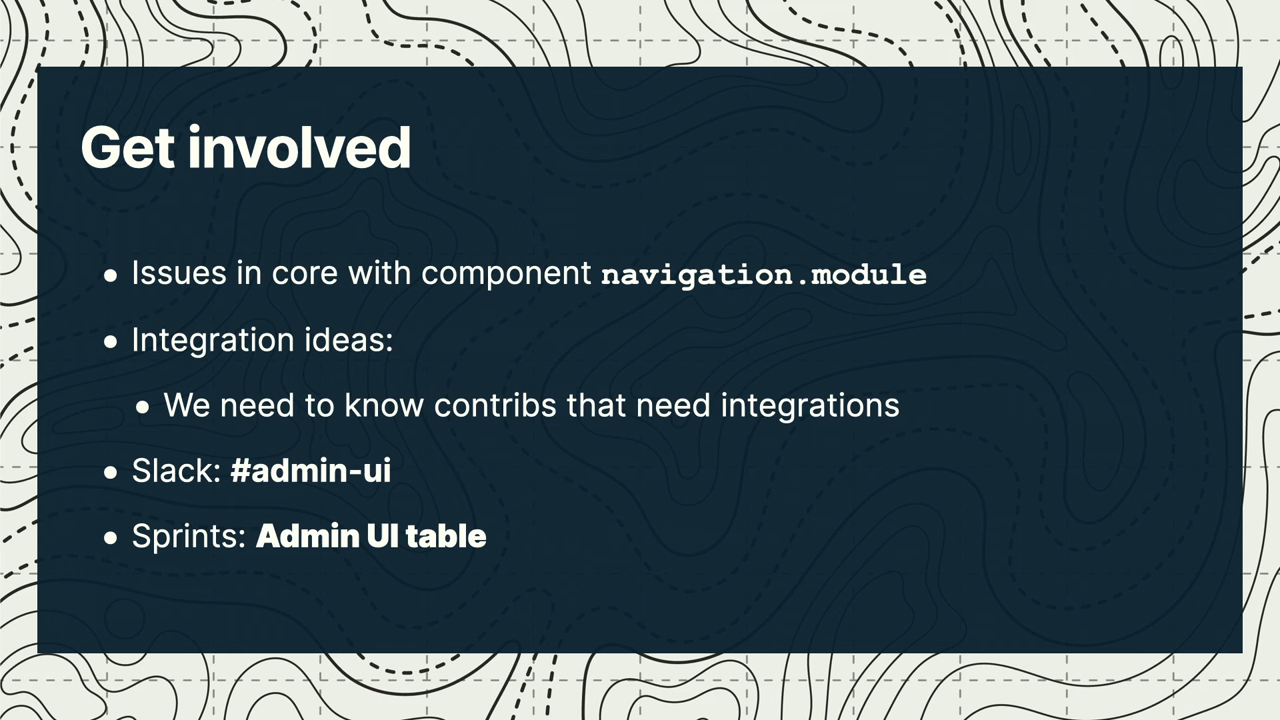 Get involved
• Issues in core with component navigation.module
• Integration ideas:
• We need to know contribs that need integrations
• Slack: #admin-ui
• Sprints: Admin UI table